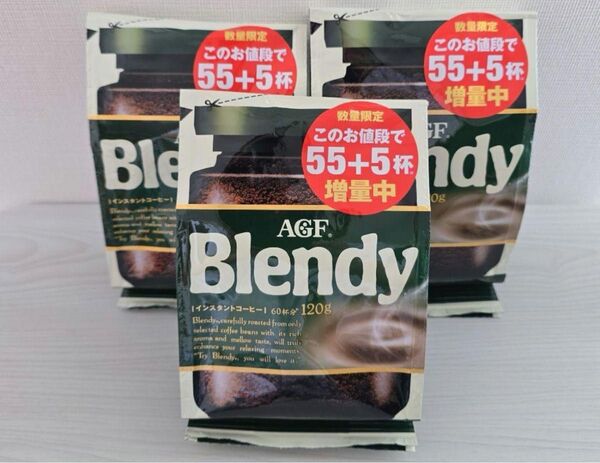 数量限定
このお値段で
55+5杯
数量限定
このお値段で
55+5杯
増量中
数量限定
このお値段で
55+5杯
増量中
AGF®
Blendy
インスタントコーヒー 60杯分 120g
Blendy, carefully roasted from only
selected coffee beans with its rich
aroma and mellow taste, will truly
enhance your relaxing moments.
"Try Blendy, you will love it."